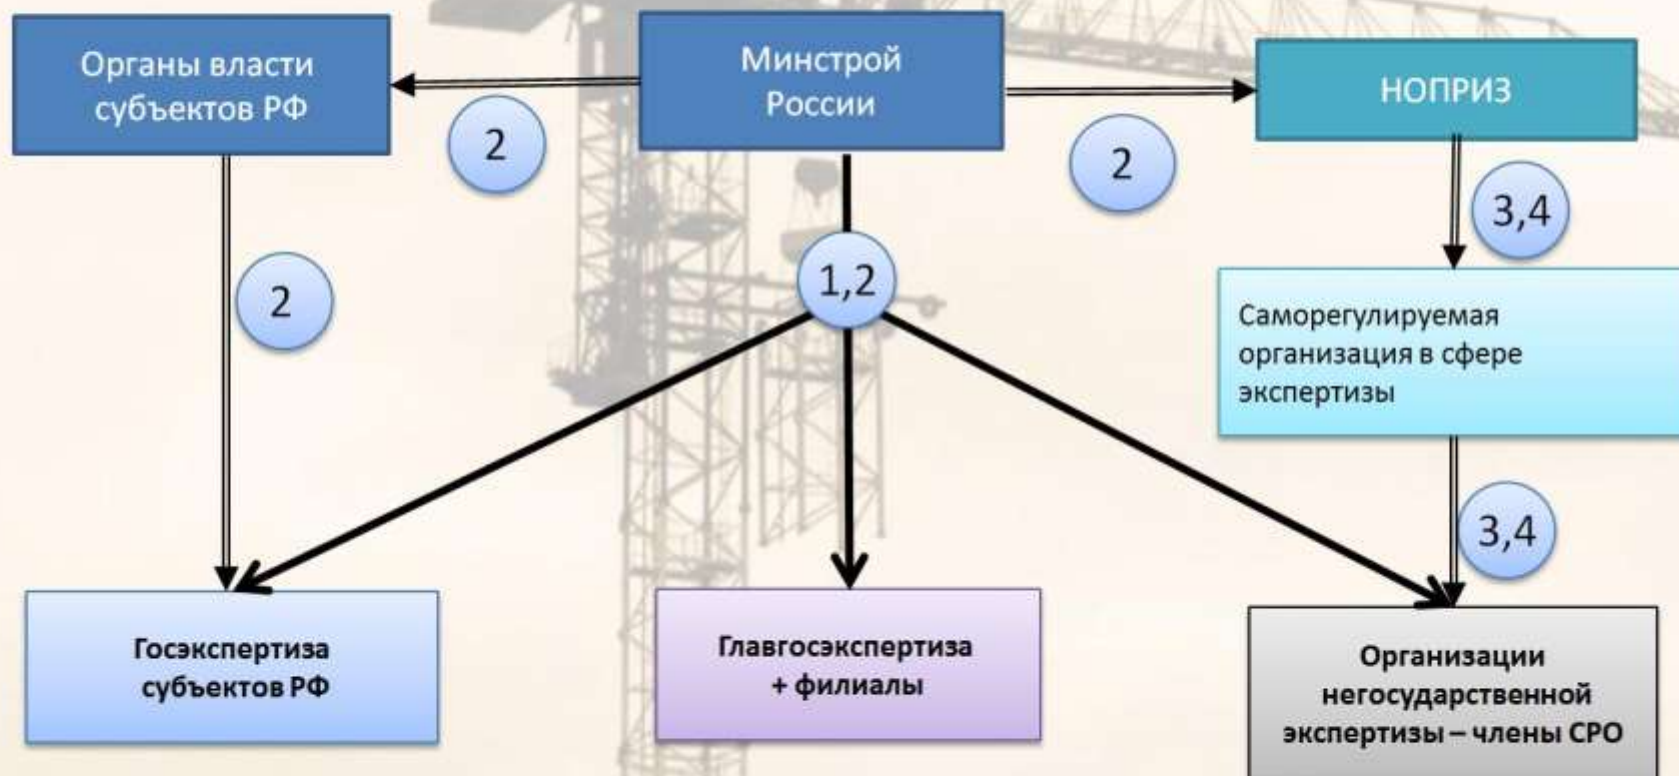 Органы власти
субъектов РФ
Минстрой
России
НОПРИЗ
2
2
3,4
2
1,2
Саморегулируемая
организация в сфере
экспертизы
3,4
Госэкспертиза
субъектов РФ
Главгосэкспертиза
+ филиалы
Организации
негосударственной
экспертизы – члены СРО